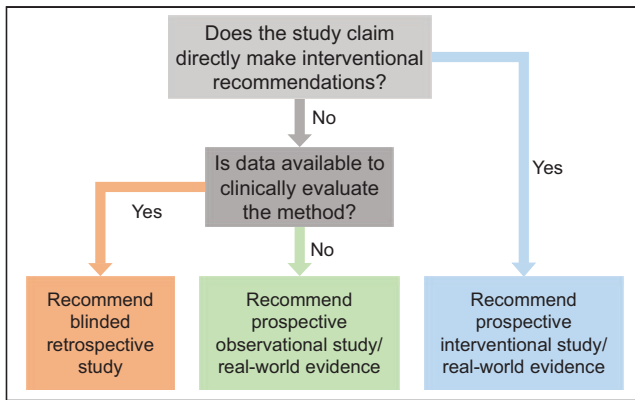 Does the study claim
directly make interventional
recommendations?
No
Is data available to
clinically evaluate
the method?
Yes
Yes
No
Recommend
blinded
retrospective
study
Recommend
prospective
observational study/
real-world evidence
Recommend
prospective
interventional study/
real-world evidence